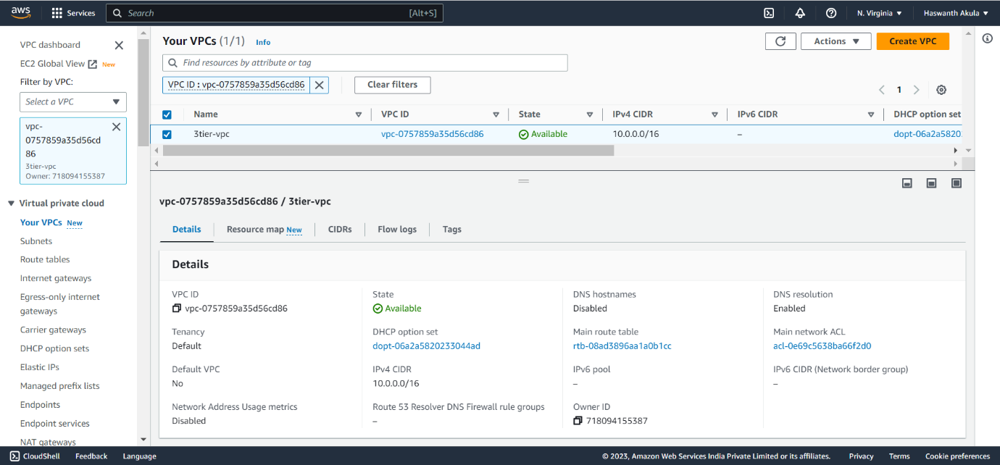 aws Services Search [Alt+S] N. Virginia Haswanth Akula
VPC dashboard
EC2 Global View New
Filter by VPC:
Select a VPC
vpc-
0757859a35d56cd
86
3tier-vpc
Owner: 718094155387
Virtual private cloud
Your VPCs New
Subnets
Route tables
Internet gateways
Egress-only internet
gateways
Carrier gateways
DHCP option sets
Elastic IPs
Managed prefix lists
Endpoints
Endpoint services
NAT gateways
Your VPCs (1/1) Info
Actions Create VPC
Find resources by attribute or tag
VPC ID : vpc-0757859a35d56cd86 Clear filters
1
Name VPC ID State IPv4 CIDR IPv6 CIDR DHCP option set
3tier-vpc vpc-0757859a35d56cd86 Available 10.0.0.0/16 – dopt-06a2a5820
vpc-0757859a35d56cd86 / 3tier-vpc
Details Resource map New CIDRs Flow logs Tags
Details
VPC ID State DNS hostnames DNS resolution
vpc-0757859a35d56cd86 Available Disabled Enabled
Tenancy DHCP option set Main route table Main network ACL
Default dopt-06a2a5820233044ad rtb-08ad3896aa1a0b1cc acl-0e69c5638ba66f2d0
Default VPC IPv4 CIDR IPv6 pool IPv6 CIDR (Network border group)
No 10.0.0.0/16 – –
Network Address Usage metrics Route 53 Resolver DNS Firewall rule groups Owner ID
Disabled – 718094155387
CloudShell Feedback Language © 2023, Amazon Web Services India Private Limited or its affiliates. Privacy Terms Cookie preferences